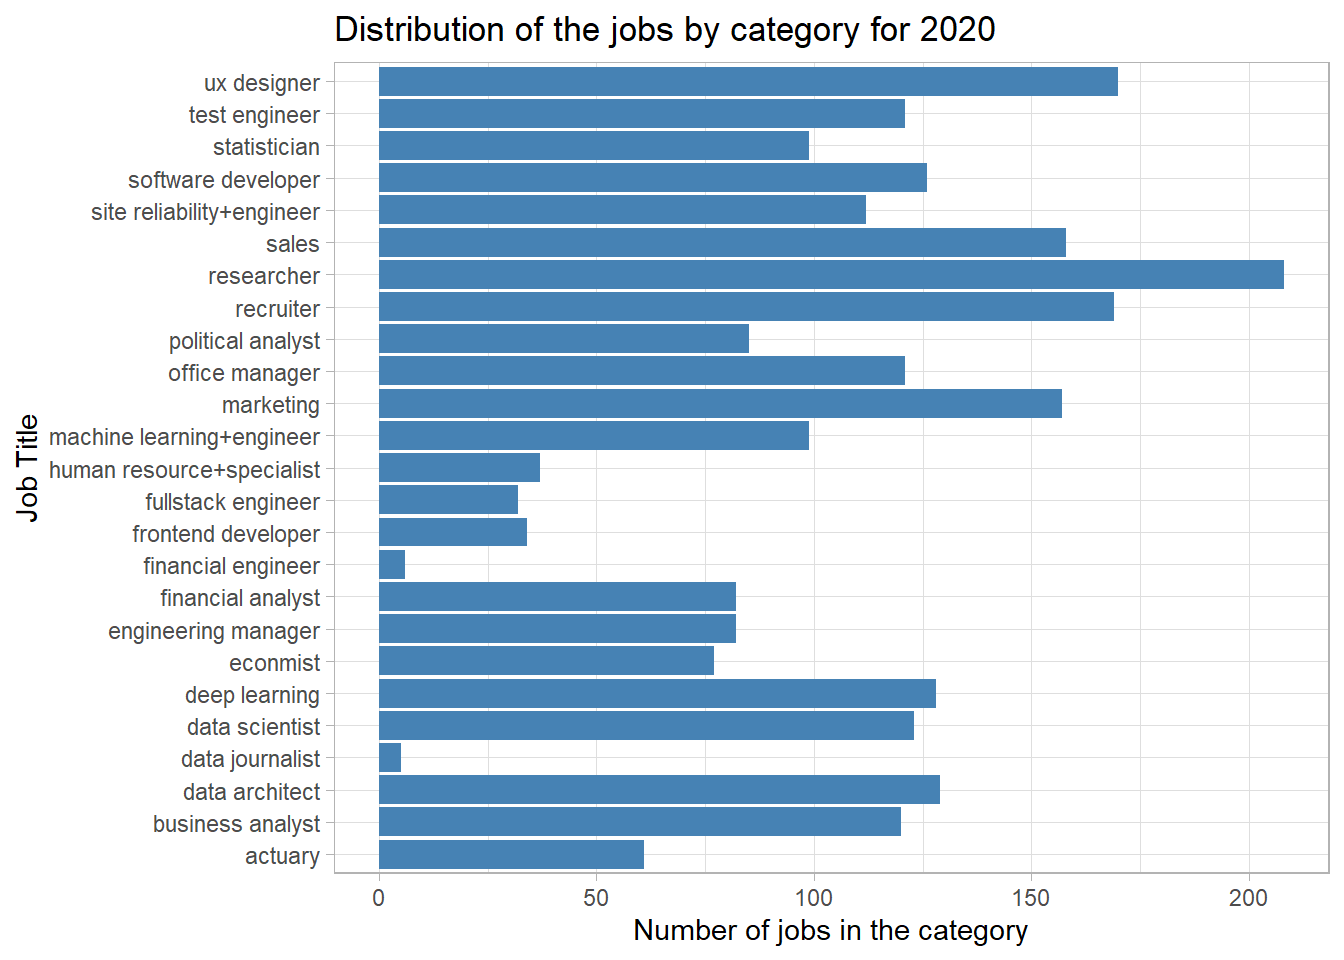 Distribution of the jobs by category for 2020
Job Title
ux designer
test engineer
statistician
software developer
site reliability+engineer
sales
researcher
recruiter
political analyst
office manager
marketing
machine learning+engineer
human resource+specialist
fullstack engineer
frontend developer
financial engineer
financial analyst
engineering manager
econmist
deep learning
data scientist
data journalist
data architect
business analyst
actuary
0 50 100 150 200
Number of jobs in the category